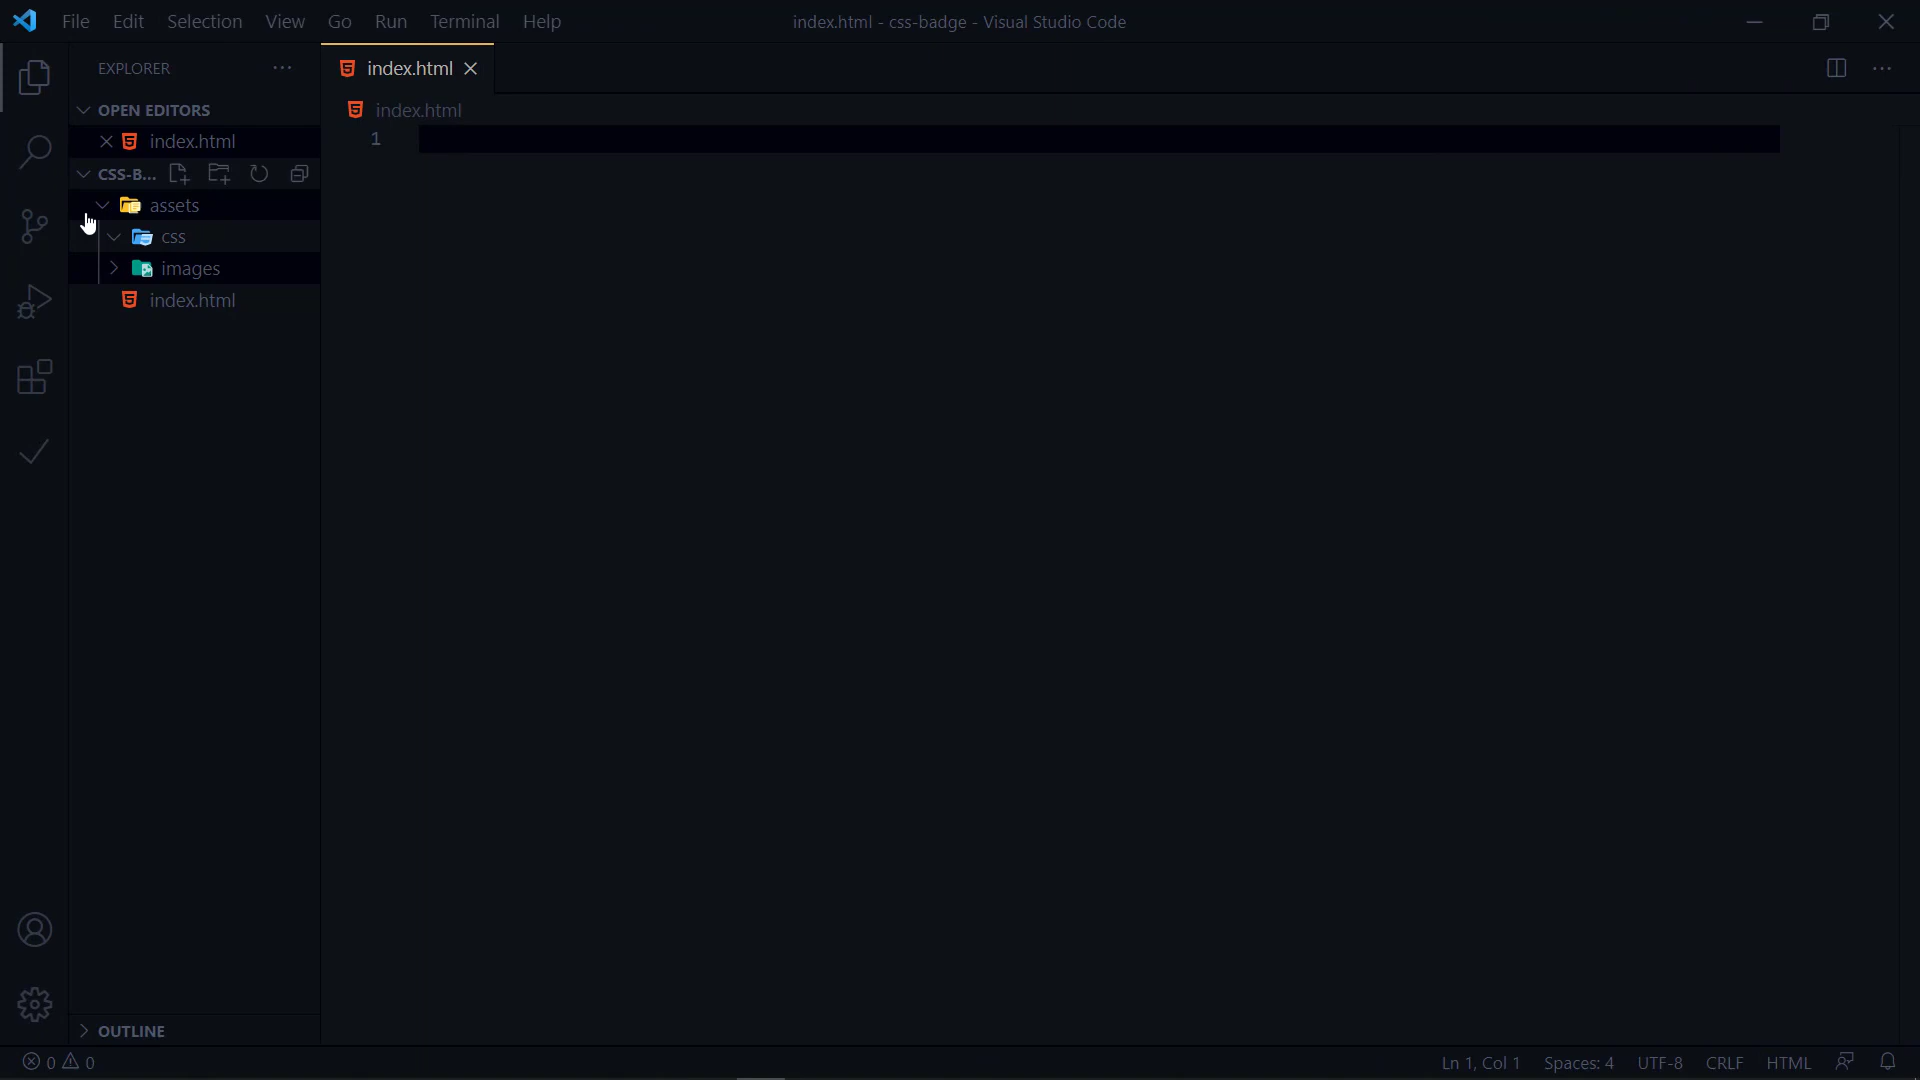 File Edit Selection View Go Run Terminal Help
index.html - css-badge - Visual Studio Code
EXPLORER
OPEN EDITORS
index.html
CSS-B...
assets
css
images
index.html
OUTLINE
index.html
index.html
1
0 0
Ln 1, Col 1 Spaces: 4 UTF-8 CRLF HTML